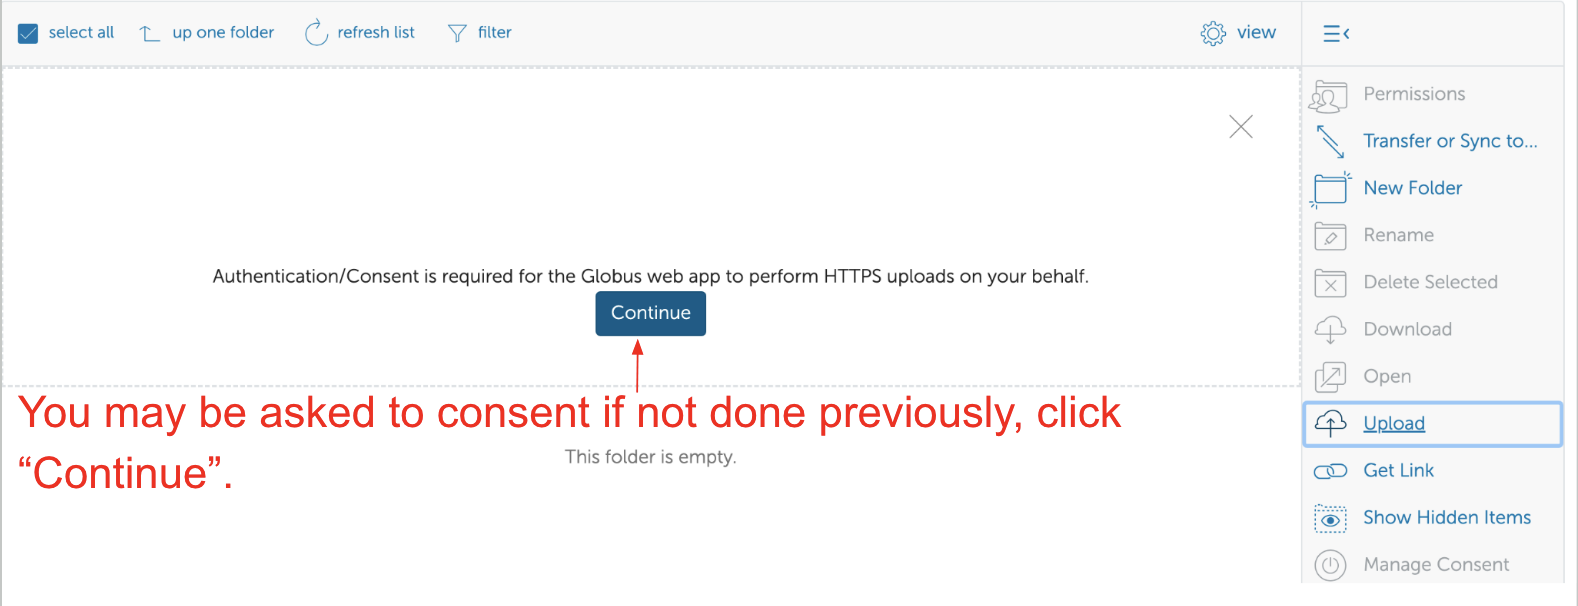 select all up one folder refresh list filter view
Permissions
Transfer or Sync to...
New Folder
Rename
Delete Selected
Download
Open
Upload
Get Link
Show Hidden Items
Manage Consent
Authentication/Consent is required for the Globus web app to perform HTTPS uploads on your behalf.
Continue
You may be asked to consent if not done previously, click
“Continue”.
This folder is empty.